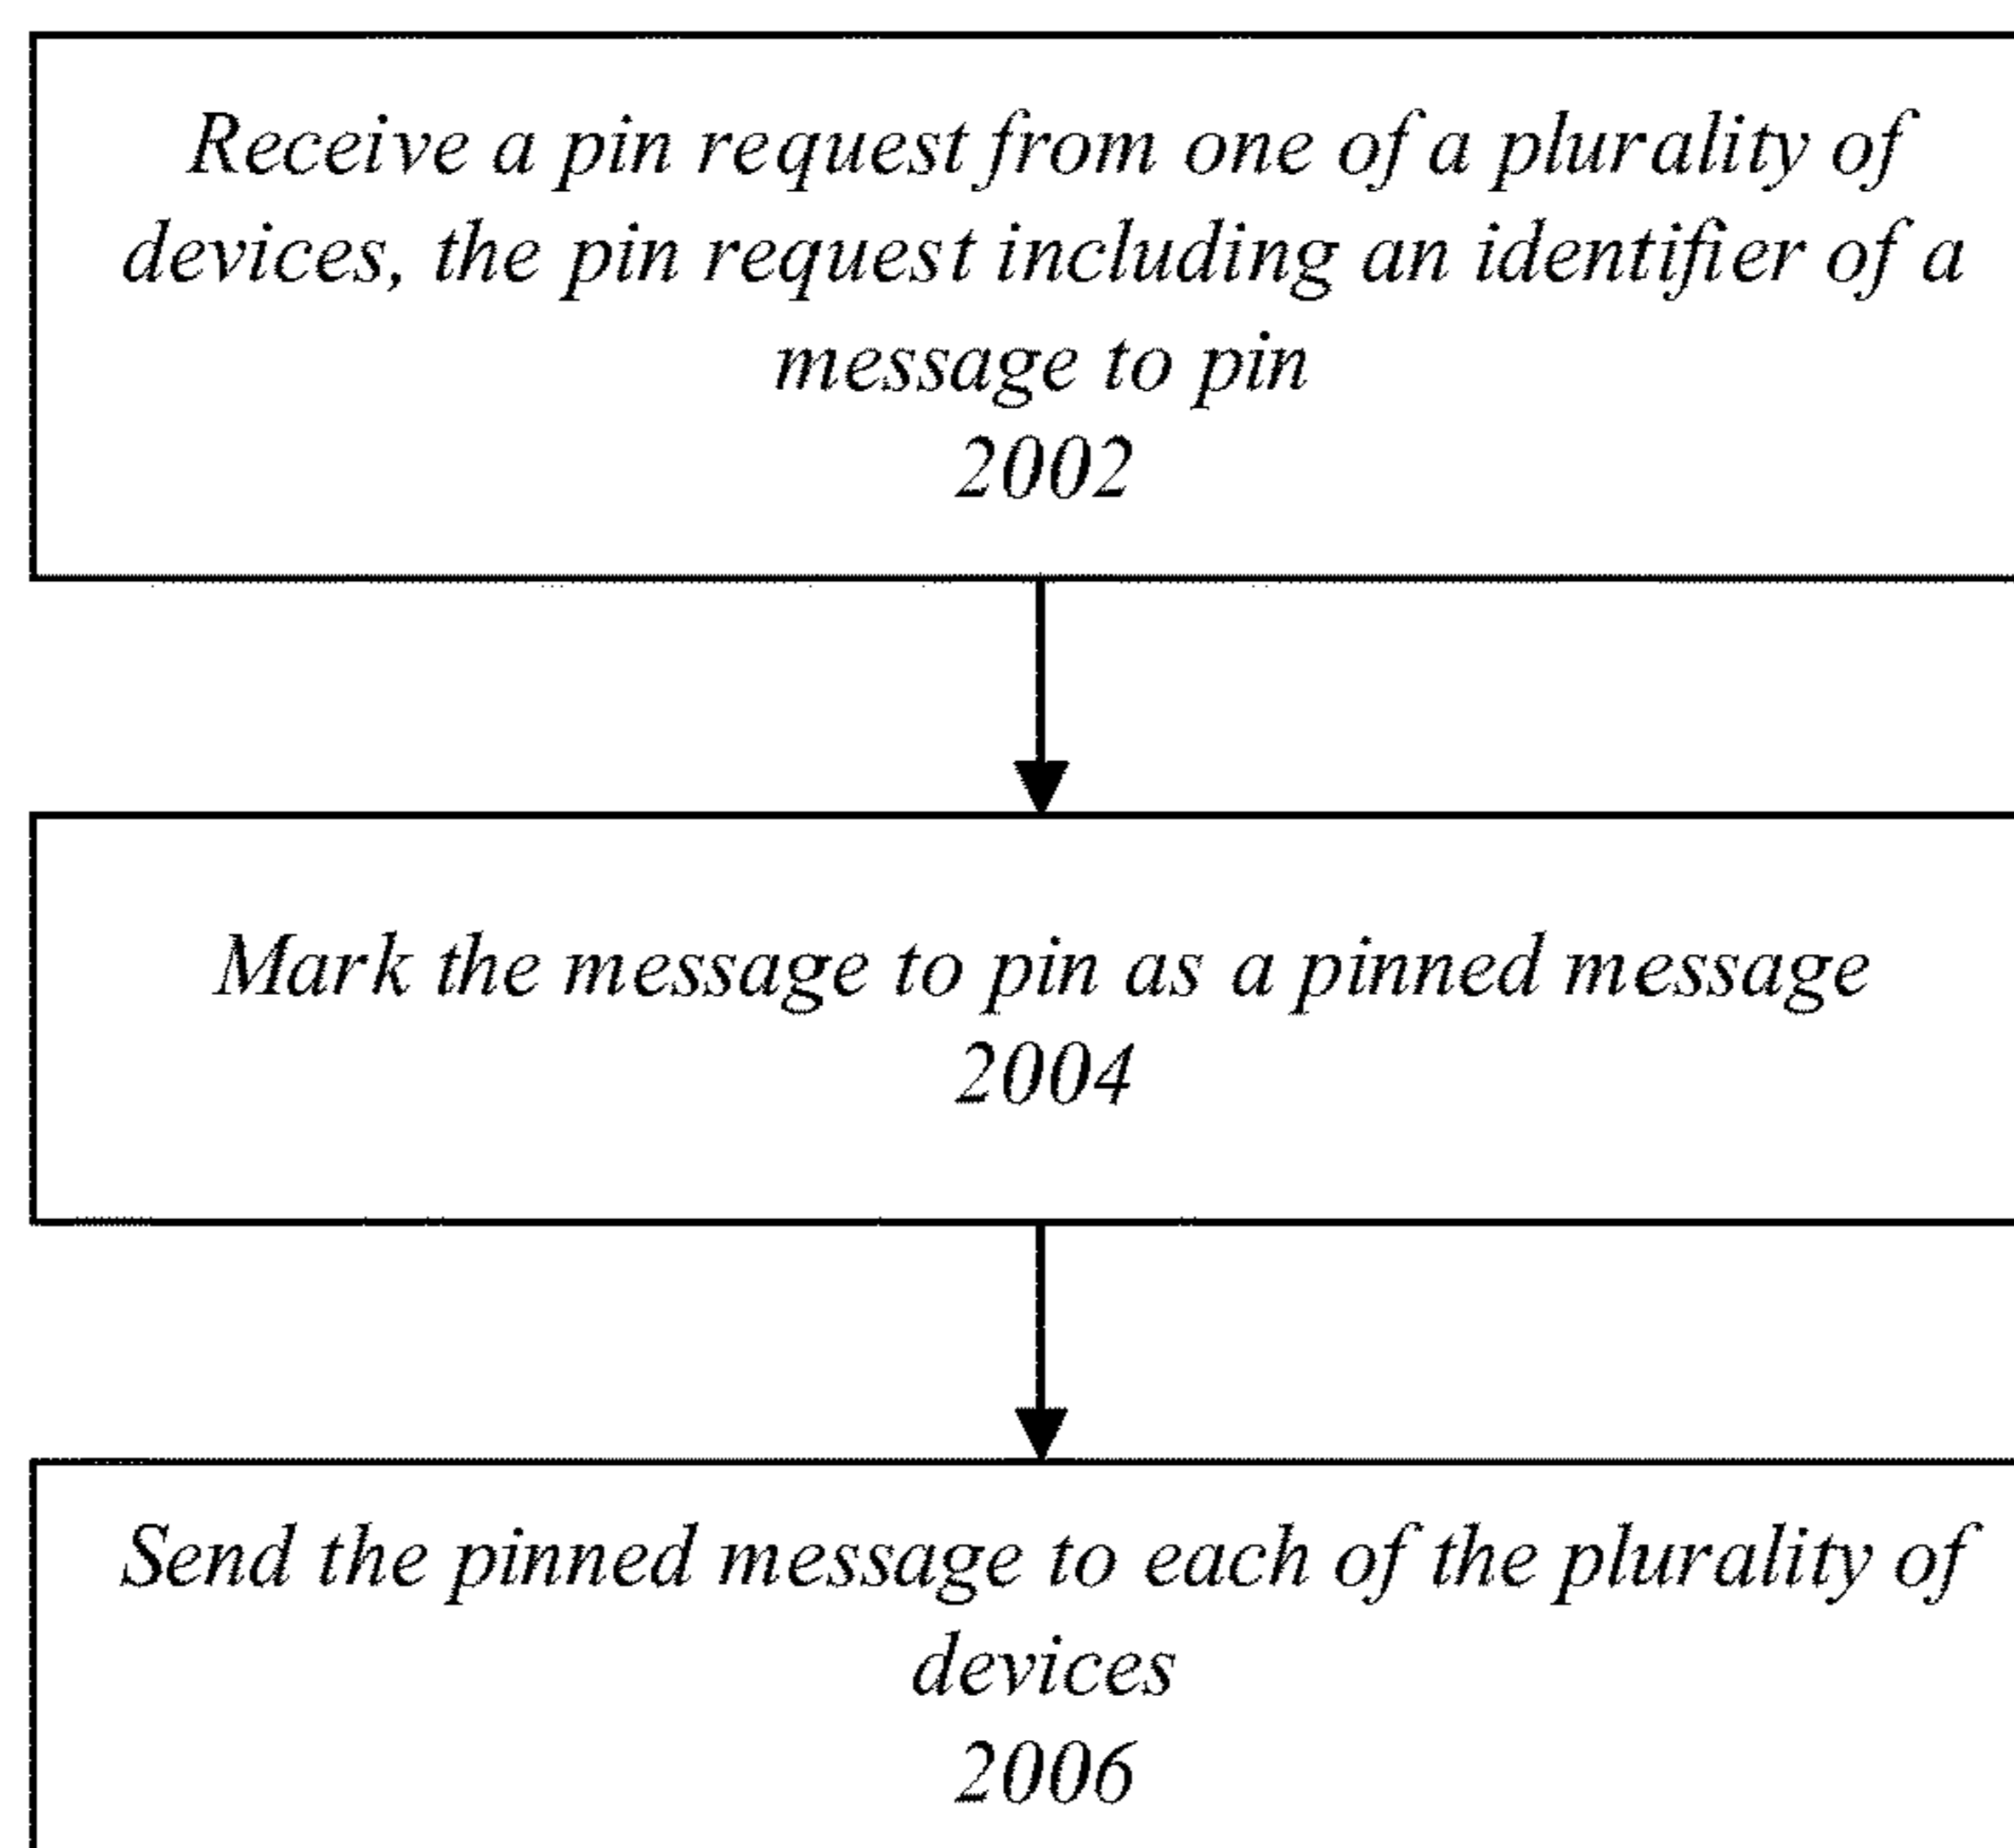 Receive a pin request from one of a plurality of
devices, the pin request including an identifier of a
message to pin
2002
Mark the message to pin as a pinned message
2004
Send the pinned message to each of the plurality of
devices
2006